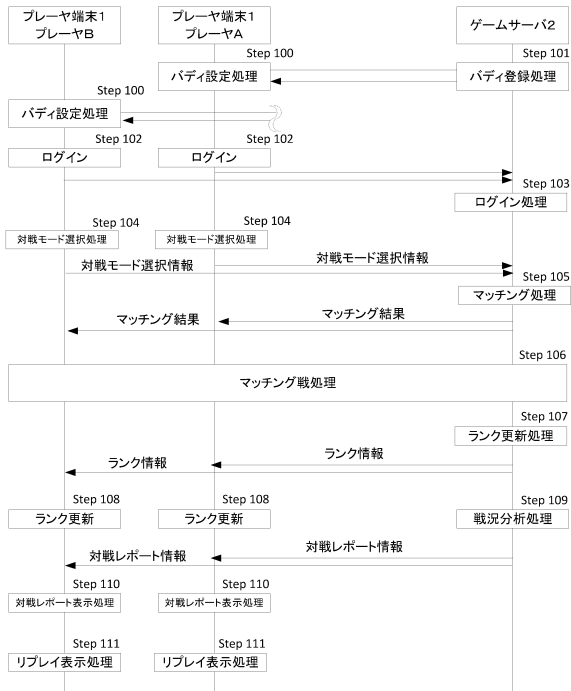 プレーヤ端末1
プレーヤB
プレーヤ端末1
プレーヤA
ゲームサーバ2
Step 100
Step 101
バディ設定処理
バディ登録処理
Step 100
バディ設定処理
Step 102
Step 102
ログイン
ログイン
Step 103
ログイン処理
Step 104
Step 104
対戦モード選択処理
対戦モード選択処理
対戦モード選択情報
対戦モード選択情報
Step 105
マッチング処理
マッチング結果
マッチング結果
Step 106
マッチング戦処理
Step 107
ランク更新処理
ランク情報
ランク情報
Step 108
Step 108
Step 109
ランク更新
ランク更新
戦況分析処理
対戦レポート情報
対戦レポート情報
Step 110
Step 110
対戦レポート表示処理
対戦レポート表示処理
Step 111
Step 111
リプレイ表示処理
リプレイ表示処理